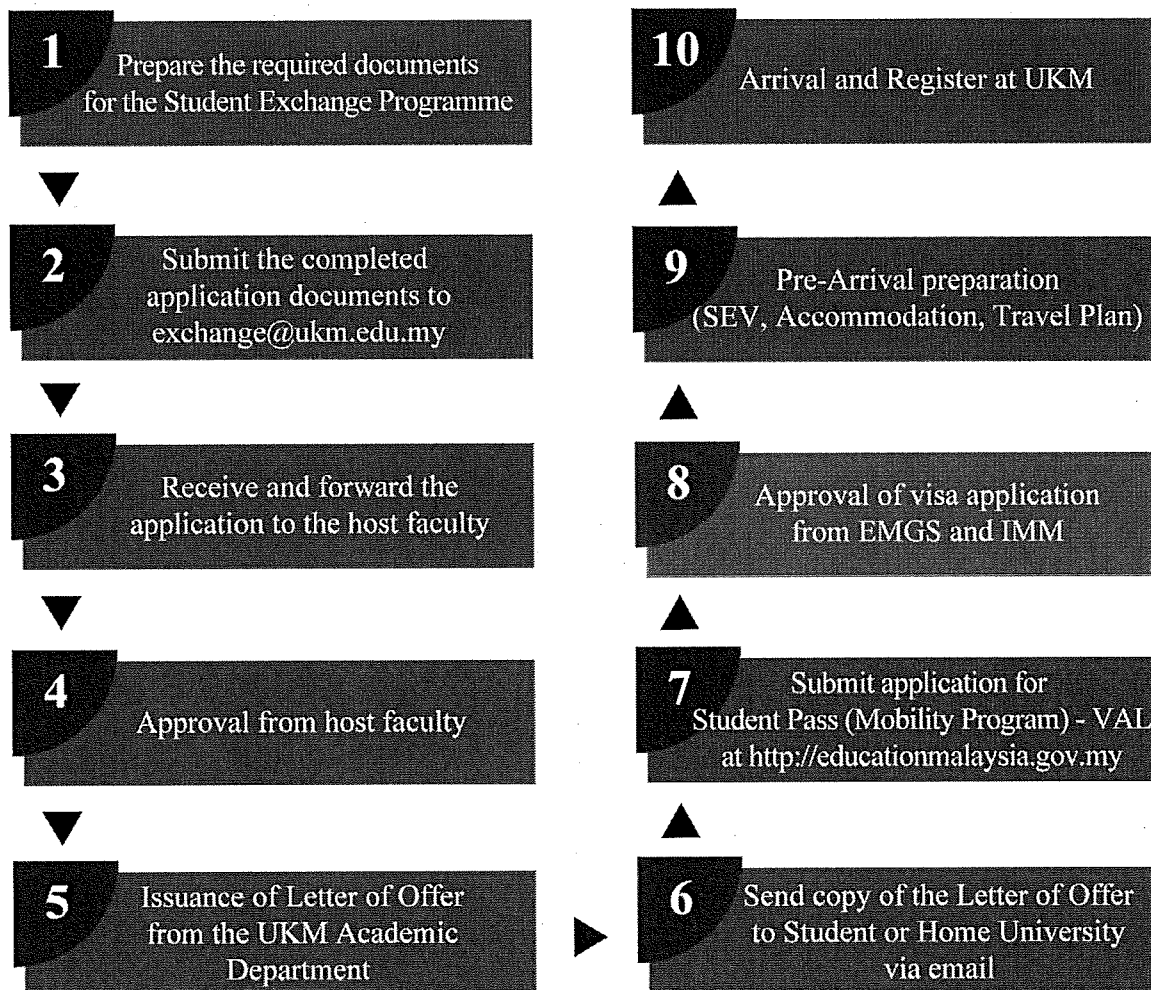 1
Prepare the required documents
for the Student Exchange Programme
2
Submit the completed
application documents to
exchange@ukm.edu.my
3
Receive and forward the
application to the host faculty
4
Approval from host faculty
5
Issuance of Letter of Offer
from the UKM Academic
Department
6
Send copy of the Letter of Offer
to Student or Home University
via email
7
Submit application for
Student Pass (Mobility Program) - VAL
at http://educationmalaysia.gov.my
8
Approval of visa application
from EMGS and IMM
9
Pre-Arrival preparation
(SEV, Accommodation, Travel Plan)
10
Arrival and Register at UKM